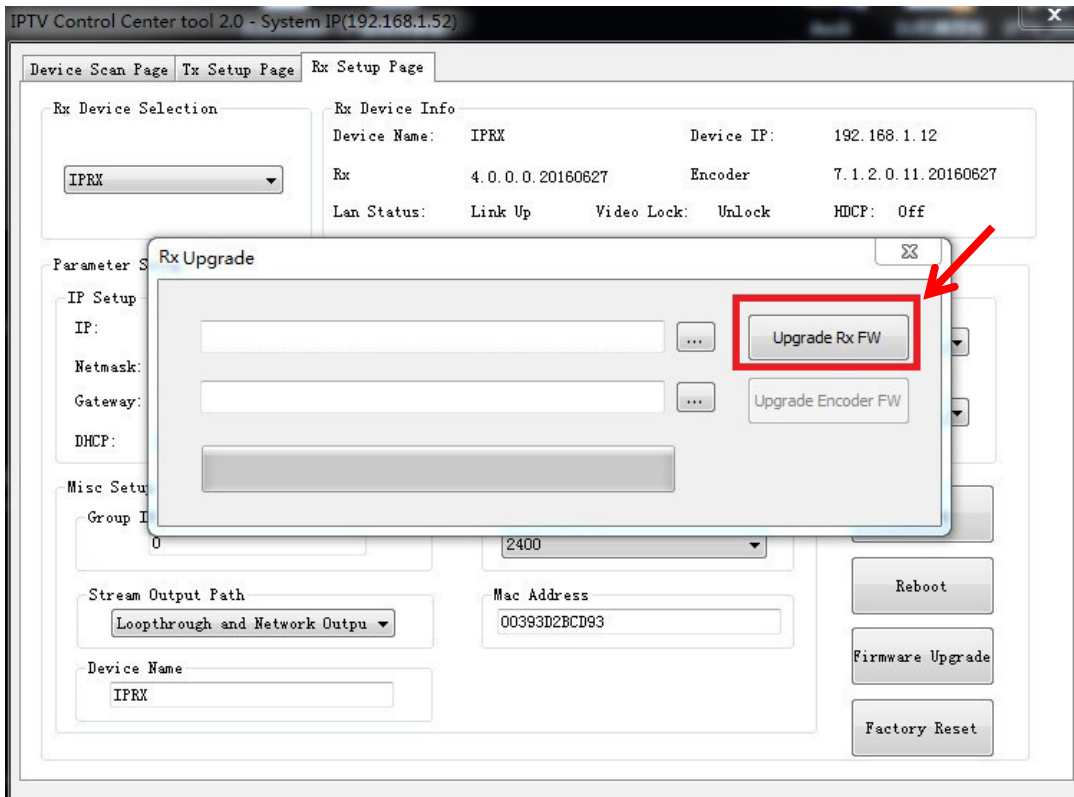 IPTV Control Center tool 2.0 - System IP(192.168.1.52)
Device Scan Page Tx Setup Page Rx Setup Page
Rx Device Selection
IPRX
Rx Device Info
Device Name: IPRX Device IP: 192.168.1.12
Rx 4.0.0.0.20160627 Encoder 7.1.2.0.11.20160627
Lan Status: Link Up Video Lock: Unlock HDCP: Off
Parameter S
Rx Upgrade
IP Setup
IP:
Netmask:
Gateway:
DHCP:
... Upgrade Rx FW
... Upgrade Encoder FW
Misc Setu
Group I
0
2400
Stream Output Path
Loopthrough and Network Outpu
Mac Address
00393D2BCD93
Device Name
IPRX
Reboot
Firmware Upgrade
Factory Reset